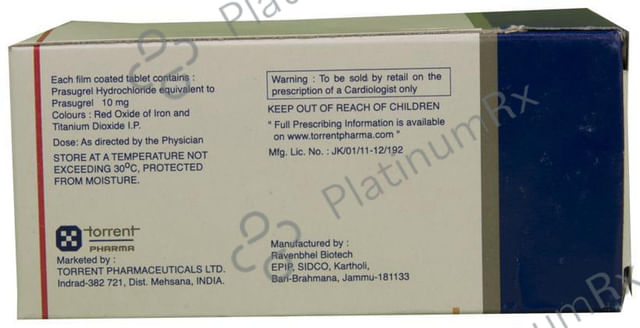 Each film coated tablet contains :
Prasugrel Hydrochloride equivalent to
Prasugrel 10 mg
Colours : Red Oxide of Iron and
Titanium Dioxide I.P.
Dose: As directed by the Physician
STORE AT A TEMPERATURE NOT
EXCEEDING 30⁰C, PROTECTED
FROM MOISTURE.
torrent
PHARMA
Marketed by :
TORRENT PHARMACEUTICALS LTD.
Indrad-382 721, Dist. Mehsana, INDIA.
Warning : To be sold by retail on the
prescription of a Cardiologist only
KEEP OUT OF REACH OF CHILDREN
" Full Prescribing Information is available
on www.torrentpharma.com "
Mfg. Lic. No. : JK/01/11-12/192
Manufactured by :
Ravenbhel Biotech
EPIP, SIDCO, Kartholi,
Bari-Brahmana, Jammu-181133
PlatinumRx
PlatinumRx
PlatinumRx